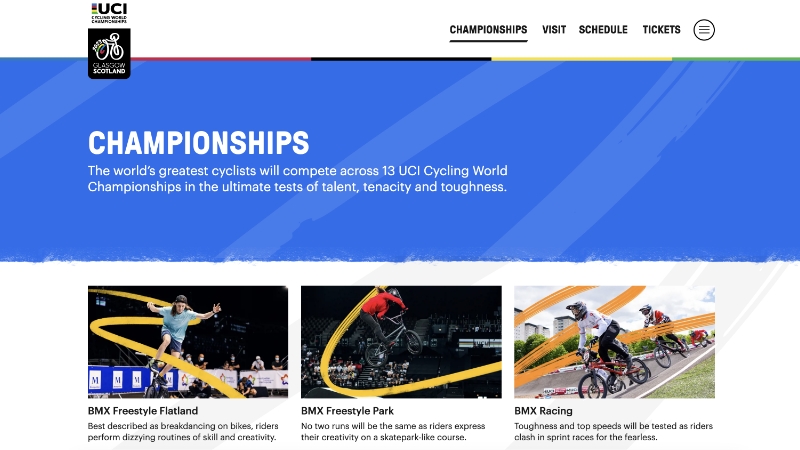 UCI
CYCLING WORLD
CHAMPIONSHIPS
2023
GLASGOW
SCOTLAND
CHAMPIONSHIPS VISIT SCHEDULE TICKETS
CHAMPIONSHIPS
The world's greatest cyclists will compete across 13 UCI Cycling World
Championships in the ultimate tests of talent, tenacity and toughness.
BMX Freestyle Flatland
Best described as breakdancing on bikes, riders
perform dizzying routines of skill and creativity.
BMX Freestyle Park
No two runs will be the same as riders express
their creativity on a skatepark-like course.
BMX Racing
Toughness and top speeds will be tested as riders
clash in sprint races for the fearless.